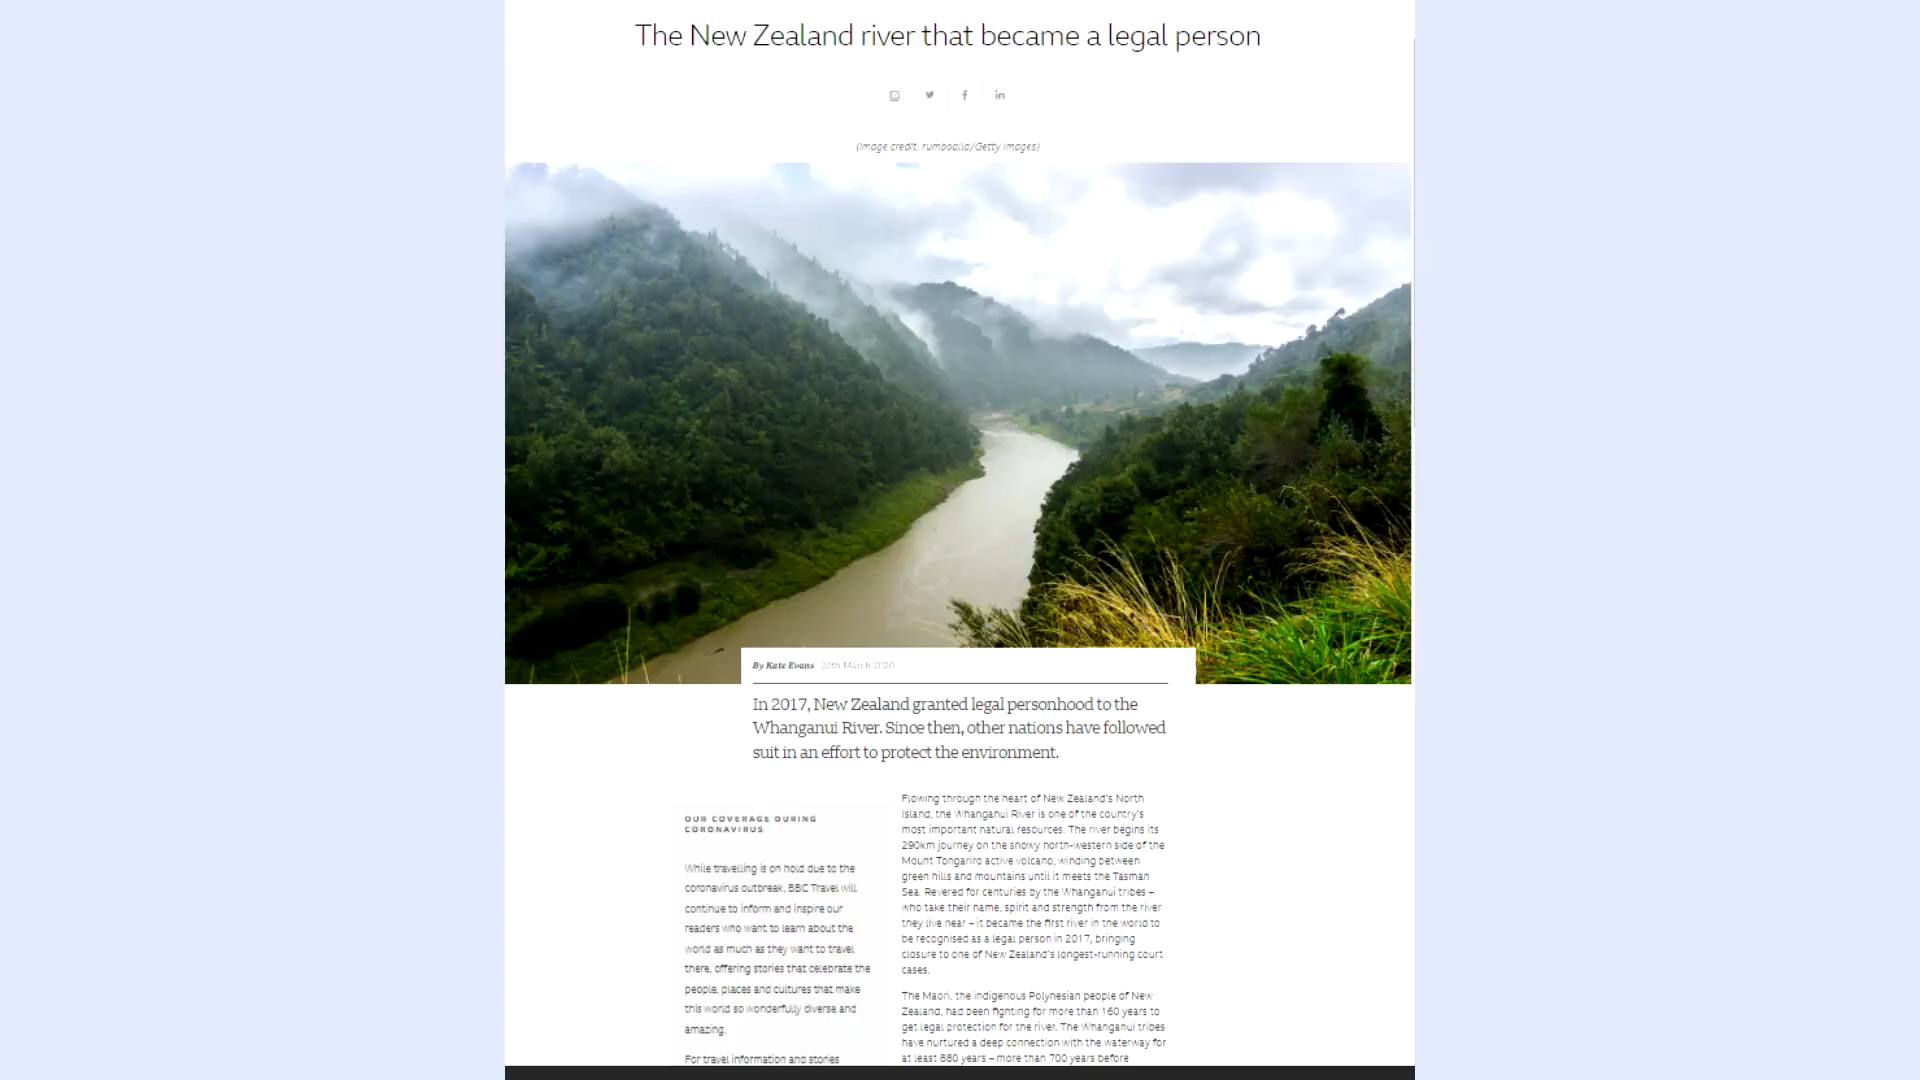 The New Zealand river that became a legal person
(Image credit: rumboalla/Getty Images)
By Kate Evans 20th March 2020
In 2017, New Zealand granted legal personhood to the
Whanganui River. Since then, other nations have followed
suit in an effort to protect the environment.
OUR COVERAGE DURING
CORONAVIRUS
While travelling is on hold due to the
coronavirus outbreak, BBC Travel will
continue to inform and inspire our
readers who want to learn about the
world as much as they want to travel
there, offering stories that celebrate the
people, places and cultures that make
this world so wonderfully diverse and
amazing.
For travel information and stories
Flowing through the heart of New Zealand's North
Island, the Whanganui River is one of the country's
most important natural resources. The river begins its
290km journey on the snowy north-western side of the
Mount Tongariro active volcano, winding between
green hills and mountains until it meets the Tasman
Sea. Revered for centuries by the Whanganui tribes –
who take their name, spirit and strength from the river
they live near – it became the first river in the world to
be recognised as a legal person in 2017, bringing
closure to one of New Zealand's longest-running court
cases.
The Maori, the indigenous Polynesian people of New
Zealand, had been fighting for more than 160 years to
get legal protection for the river. The Whanganui tribes
have nurtured a deep connection with the waterway for
at least 880 years – more than 700 years before